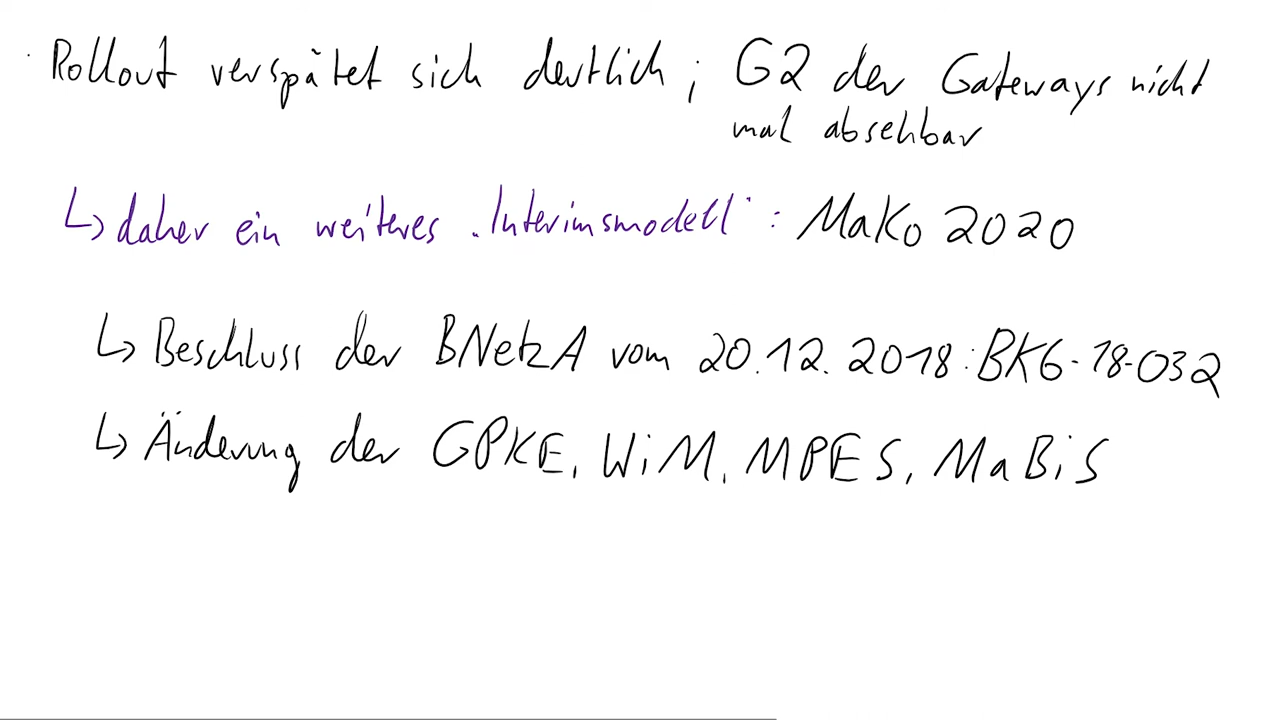 Rollout verspätet sich deutlich; G2 der Gateways nicht
mal absehbar
↳ daher ein weiteres "Interimsmodell": MaKo 2020
↳ Beschluss der BNetzA vom 20.12.2018: BK6-18-032
↳ Änderung der GPKE, WiM, MPES, MaBiS